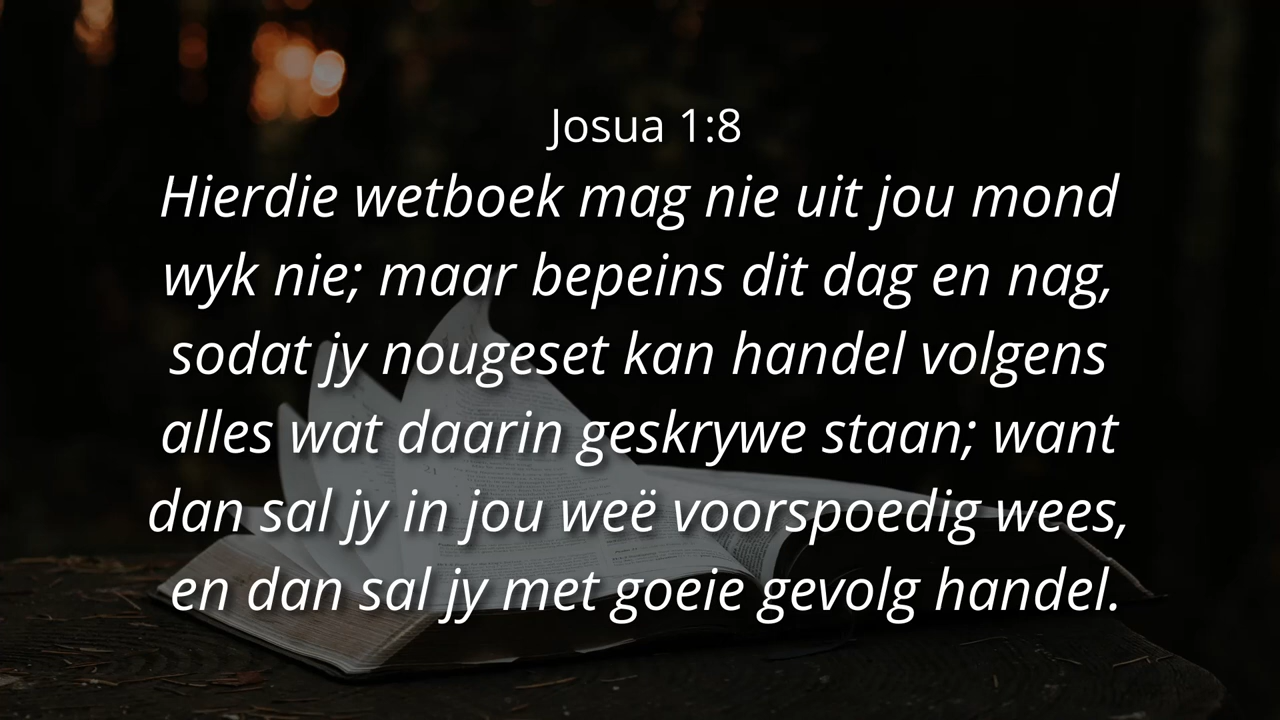 Josua 1:8
Hierdie wetboek mag nie uit jou mond
wyk nie; maar bepeins dit dag en nag,
sodat jy nougeset kan handel volgens
alles wat daarin geskrywe staan; want
dan sal jy in jou weë voorspoedig wees,
en dan sal jy met goeie gevolg handel.